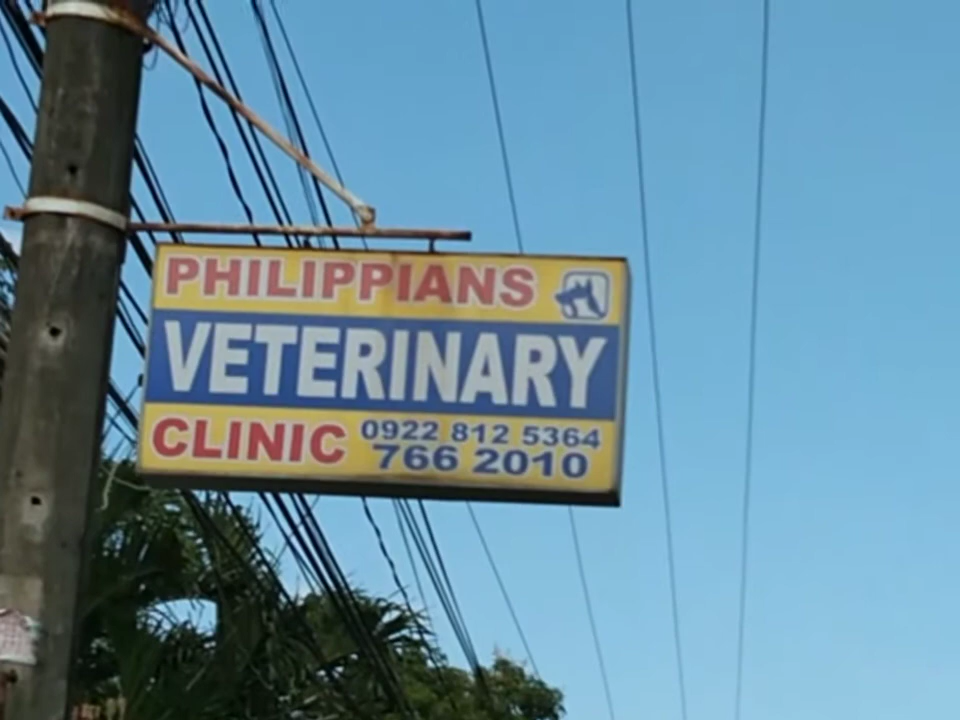 PHILIPPIANS
VETERINARY
CLINIC
0922 812 5364
766 2010